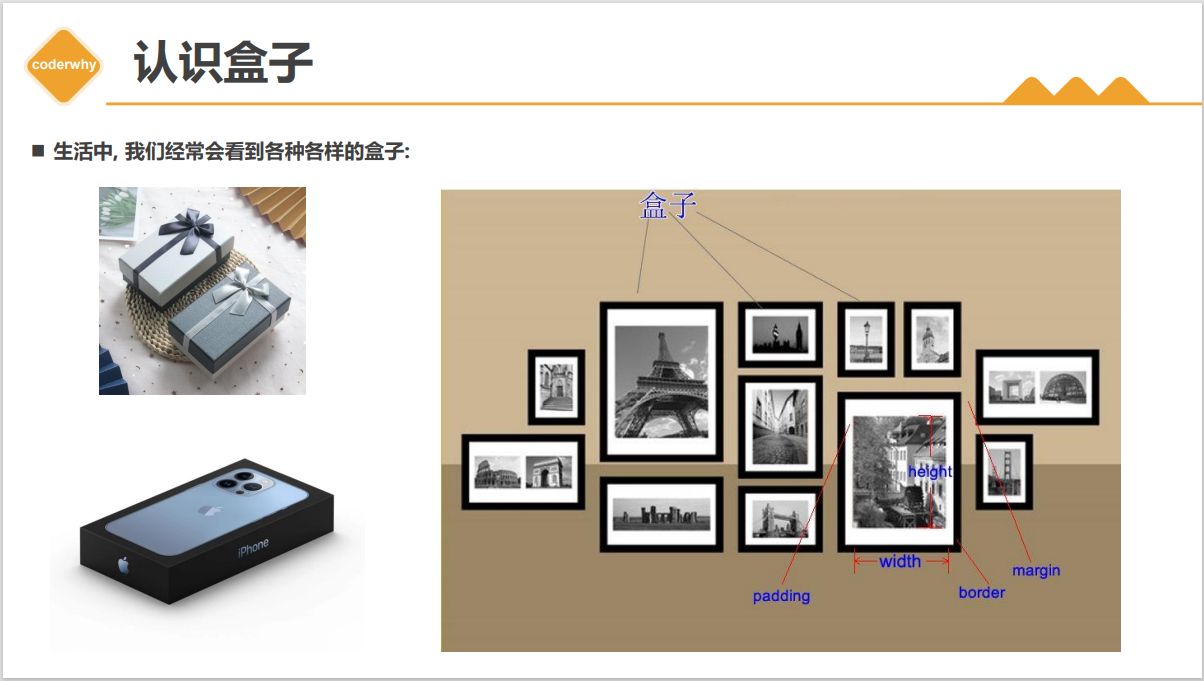 coderwhy
认识盒子
■ 生活中, 我们经常会看到各种各样的盒子:
盒子
height
width
padding
border
margin
iPhone